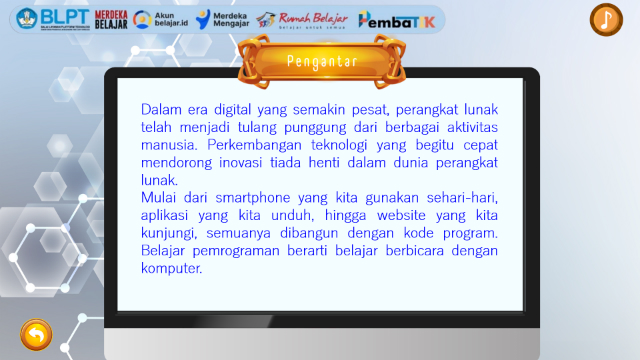 BLPT
MERDEKA
BELAJAR
Akun
belajar.id
Merdeka
Mengajar
Rumah Belajar
belajar untuk semua
PembaTIK
Pengantar
Dalam era digital yang semakin pesat, perangkat lunak
telah menjadi tulang punggung dari berbagai aktivitas
manusia. Perkembangan teknologi yang begitu cepat
mendorong inovasi tiada henti dalam dunia perangkat
lunak.
Mulai dari smartphone yang kita gunakan sehari-hari,
aplikasi yang kita unduh, hingga website yang kita
kunjungi, semuanya dibangun dengan kode program.
Belajar pemrograman berarti belajar berbicara dengan
komputer.